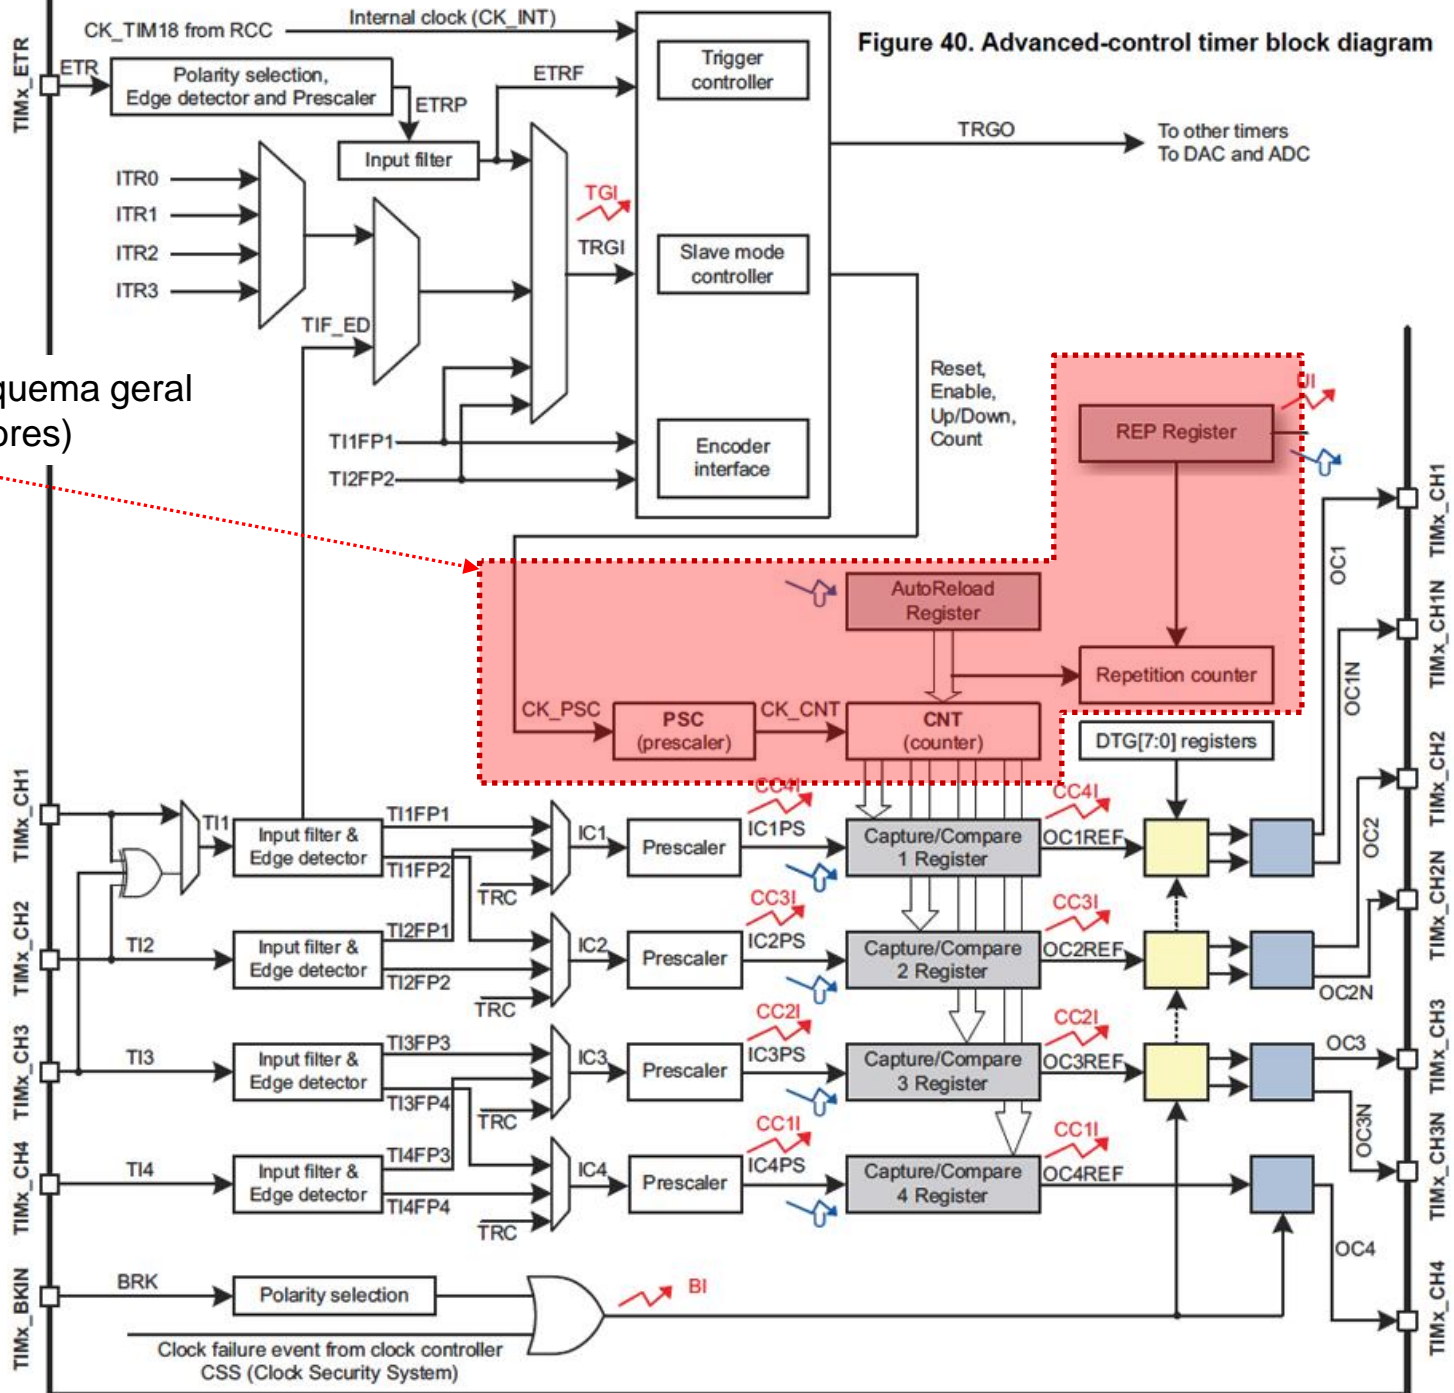 Figure 40. Advanced-control timer block diagram
CK_TIM18 from RCC
Internal clock (CK_INT)
TIMx_ETR
ETR
Polarity selection,
Edge detector and Prescaler
ETRP
Input filter
ETRF
Trigger
controller
TRGO
To other timers
To DAC and ADC
ITR0
ITR1
ITR2
ITR3
TGI
TRGI
Slave mode
controller
TIF_ED
quema geral
ores)
TI1FP1
TI2FP2
Encoder
interface
Reset,
Enable,
Up/Down,
Count
REP Register
UI
AutoReload
Register
Repetition counter
CK_PSC
PSC
(prescaler)
CK_CNT
CNT
(counter)
DTG[7:0] registers
OC1
TIMx_CH1
OC1N
TIMx_CH1N
TIMx_CH1
TI1
Input filter &
Edge detector
TI1FP1
TI1FP2
TRC
IC1
Prescaler
CC4I
IC1PS
Capture/Compare
1 Register
CC4I
OC1REF
OC2
TIMx_CH2
TIMx_CH2
TI2
Input filter &
Edge detector
TI2FP1
TI2FP2
TRC
IC2
Prescaler
CC3I
IC2PS
Capture/Compare
2 Register
CC3I
OC2REF
OC2N
TIMx_CH2N
TIMx_CH3
TI3
Input filter &
Edge detector
TI3FP3
TI3FP4
TRC
IC3
Prescaler
CC2I
IC3PS
Capture/Compare
3 Register
CC2I
OC3REF
OC3
TIMx_CH3
OC3N
TIMx_CH3N
TIMx_CH4
TI4
Input filter &
Edge detector
TI4FP3
TI4FP4
TRC
IC4
Prescaler
CC1I
IC4PS
Capture/Compare
4 Register
CC1I
OC4REF
OC4
TIMx_CH4
TIMx_BKIN
BRK
Polarity selection
BI
Clock failure event from clock controller
CSS (Clock Security System)